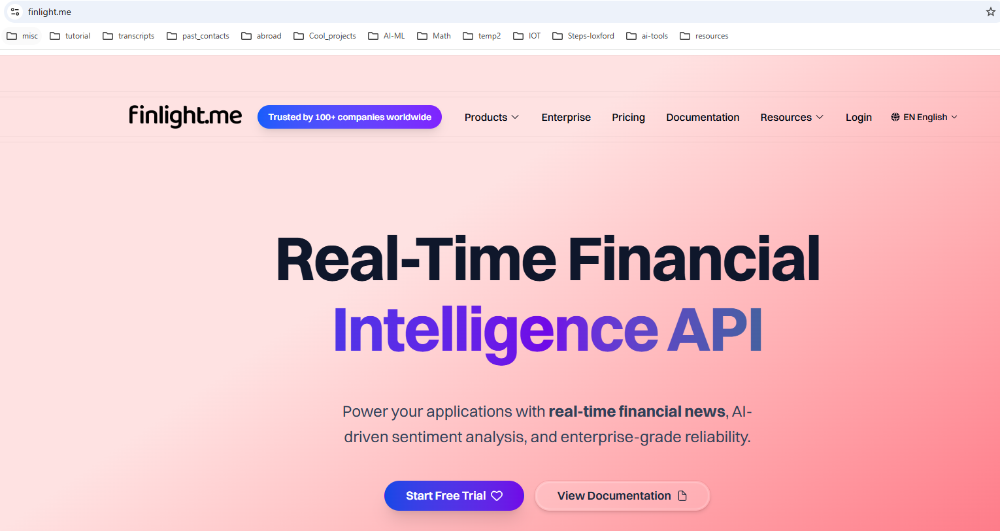 finlight.me
misc tutorial transcripts past_contacts abroad Cool_projects AI-ML Math temp2 IOT Steps-loxford ai-tools resources
finlight.me Trusted by 100+ companies worldwide Products Enterprise Pricing Documentation Resources Login EN English
Real-Time Financial
Intelligence API
Power your applications with real-time financial news, AI-
driven sentiment analysis, and enterprise-grade reliability.
Start Free Trial View Documentation